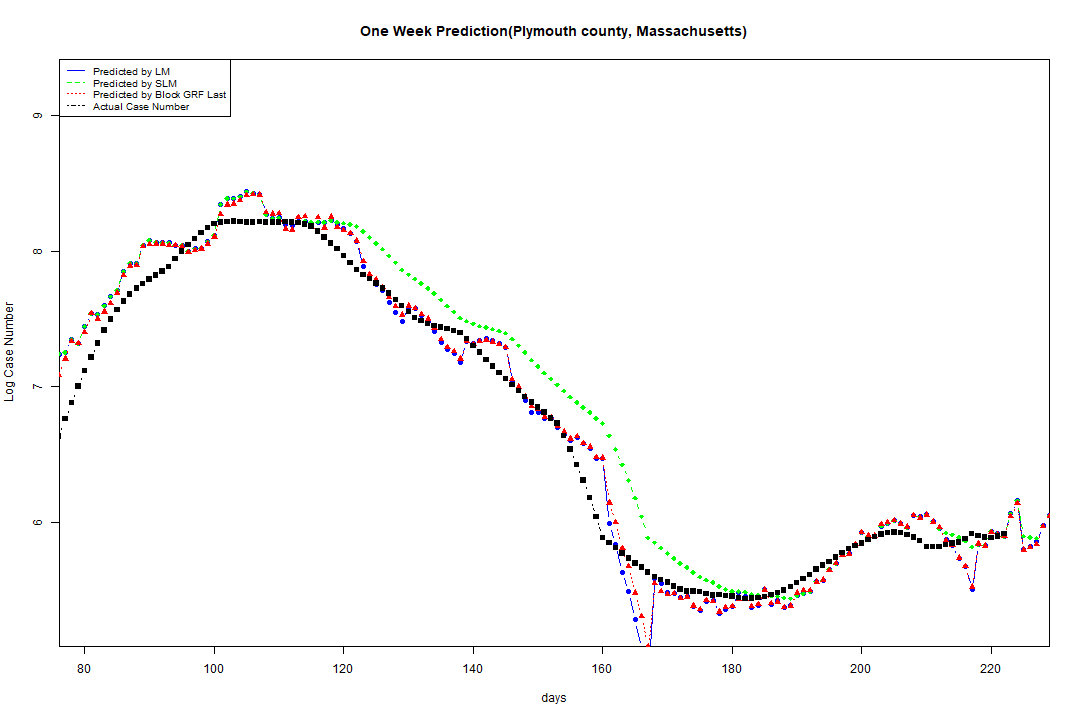 One Week Prediction(Plymouth county, Massachusetts)
Predicted by LM
Predicted by SLM
Predicted by Block GRF Last
Actual Case Number
9
8
7
6
Log Case Number
80 100 120 140 160 180 200 220
days